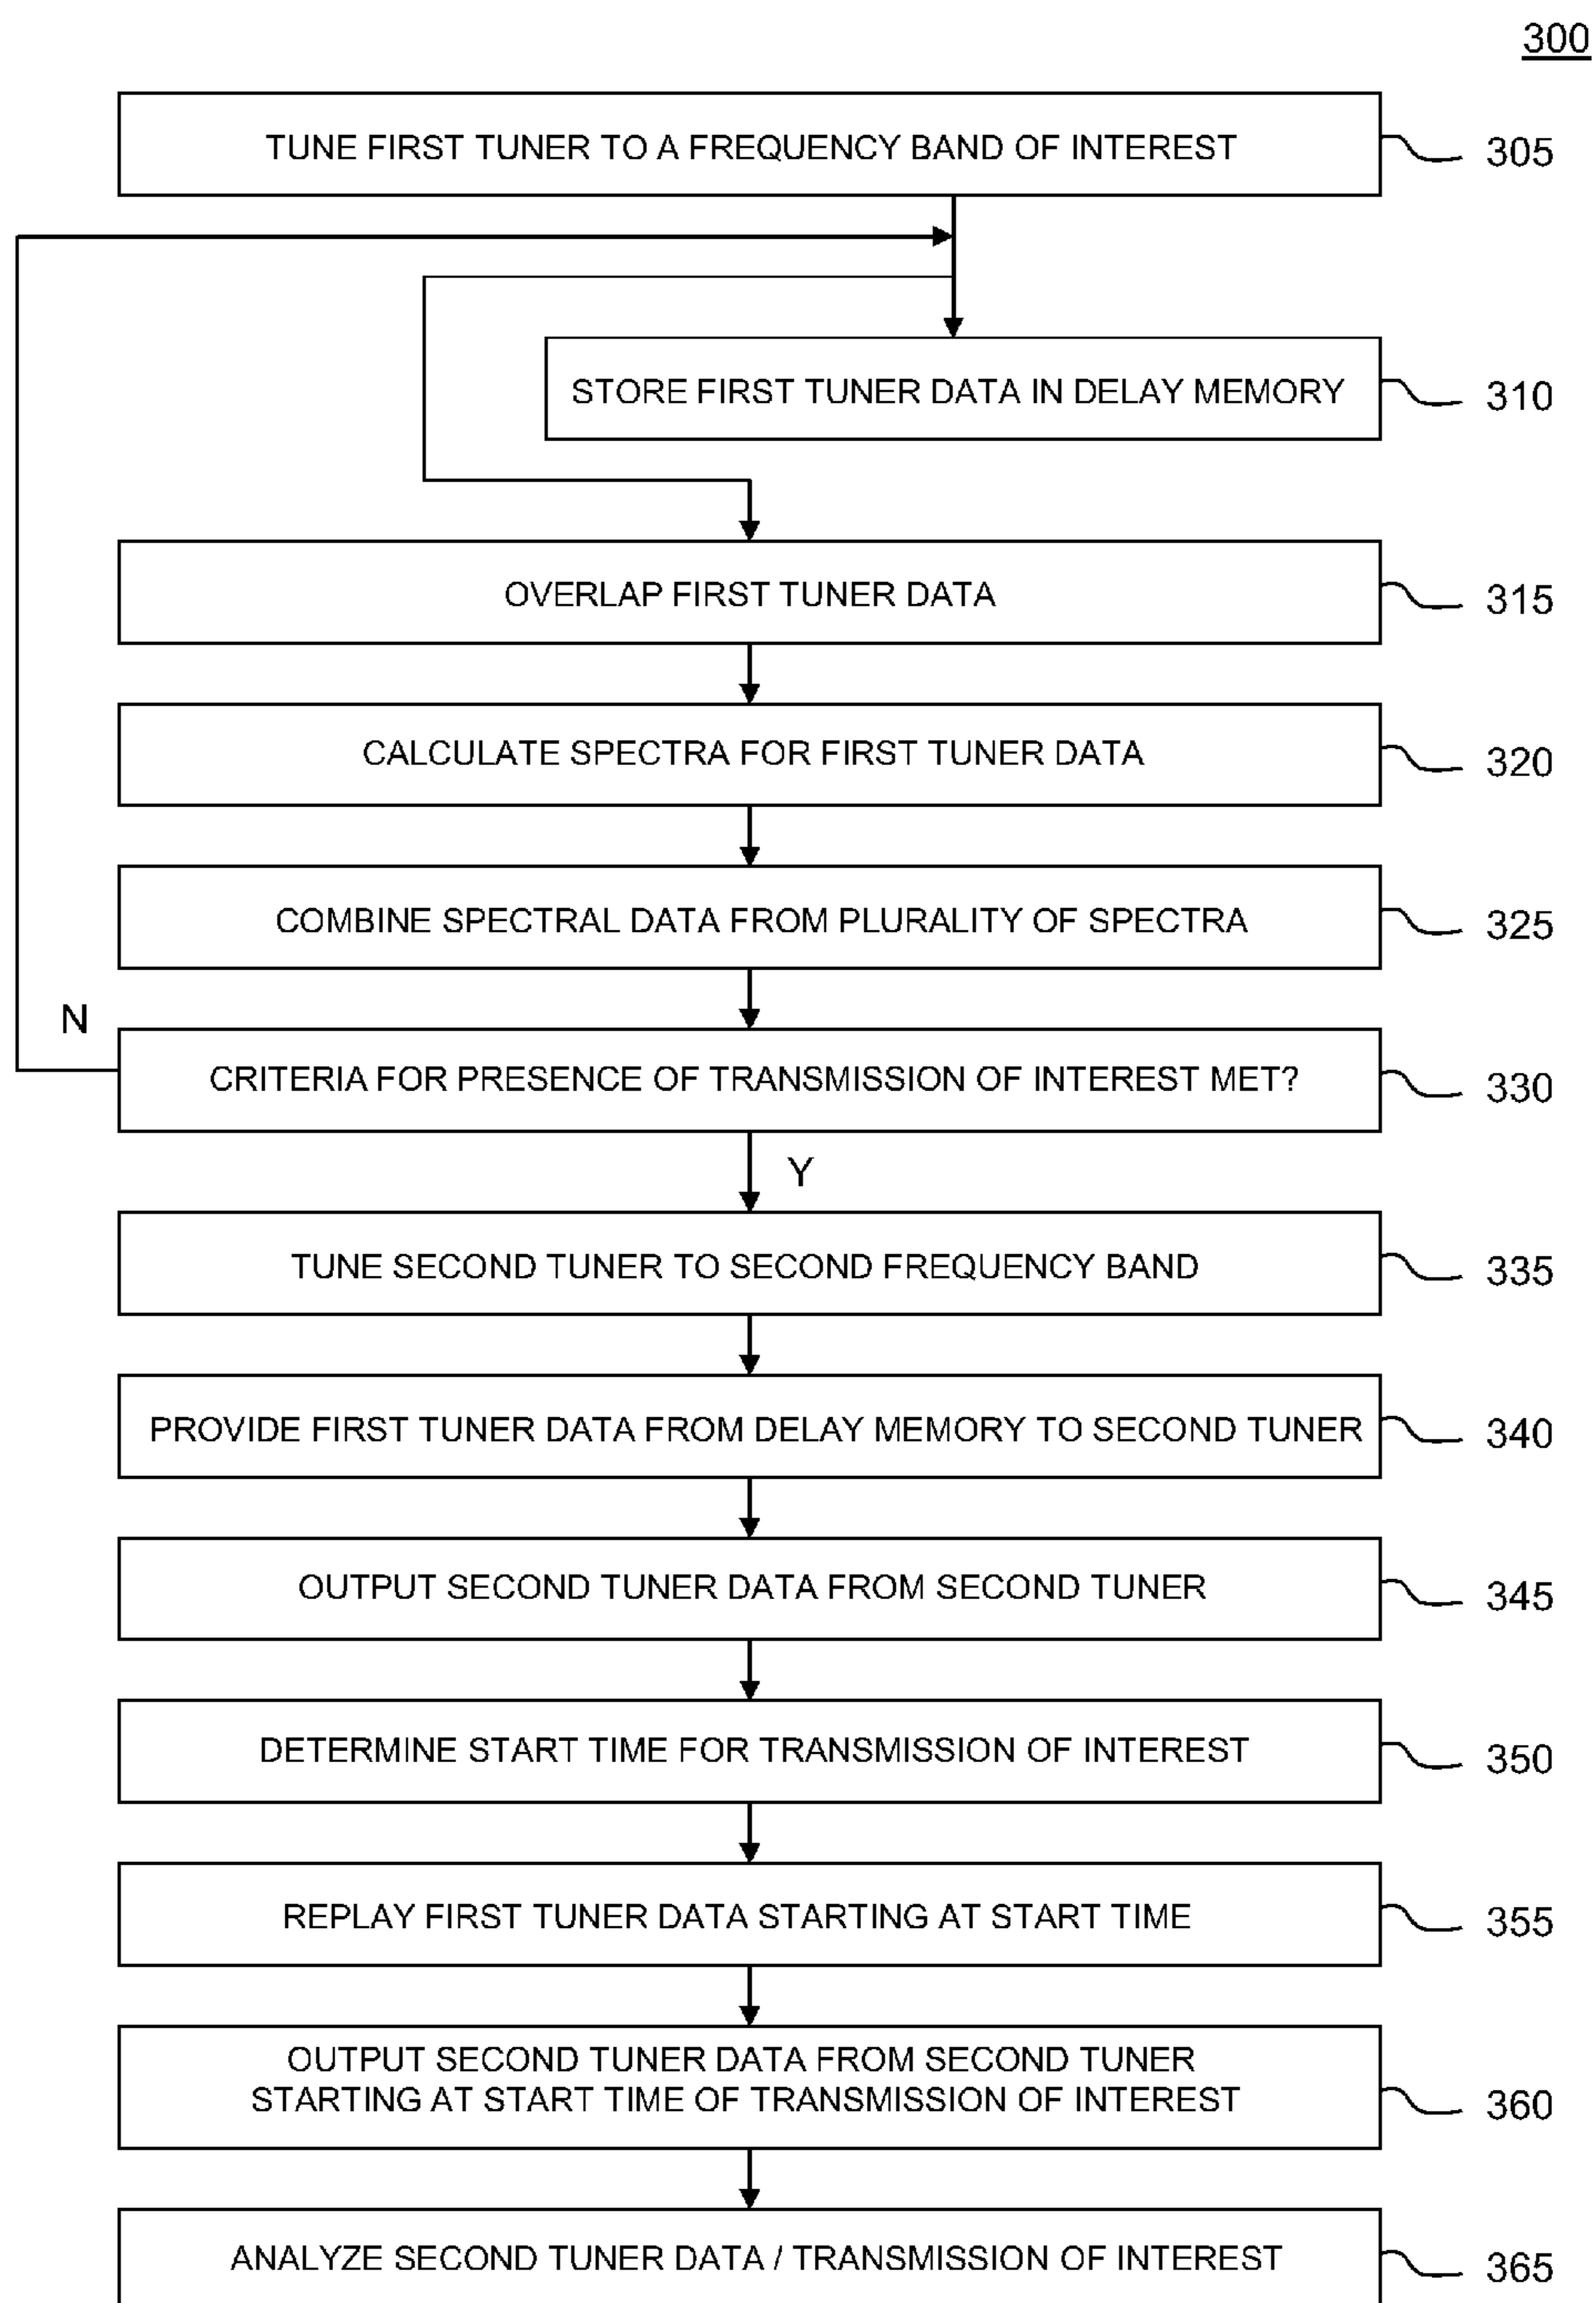 300
TUNE FIRST TUNER TO A FREQUENCY BAND OF INTEREST
305
STORE FIRST TUNER DATA IN DELAY MEMORY
310
OVERLAP FIRST TUNER DATA
315
CALCULATE SPECTRA FOR FIRST TUNER DATA
320
COMBINE SPECTRAL DATA FROM PLURALITY OF SPECTRA
325
N
CRITERIA FOR PRESENCE OF TRANSMISSION OF INTEREST MET?
330
Y
TUNE SECOND TUNER TO SECOND FREQUENCY BAND
335
PROVIDE FIRST TUNER DATA FROM DELAY MEMORY TO SECOND TUNER
340
OUTPUT SECOND TUNER DATA FROM SECOND TUNER
345
DETERMINE START TIME FOR TRANSMISSION OF INTEREST
350
REPLAY FIRST TUNER DATA STARTING AT START TIME
355
OUTPUT SECOND TUNER DATA FROM SECOND TUNER
STARTING AT START TIME OF TRANSMISSION OF INTEREST
360
ANALYZE SECOND TUNER DATA / TRANSMISSION OF INTEREST
365